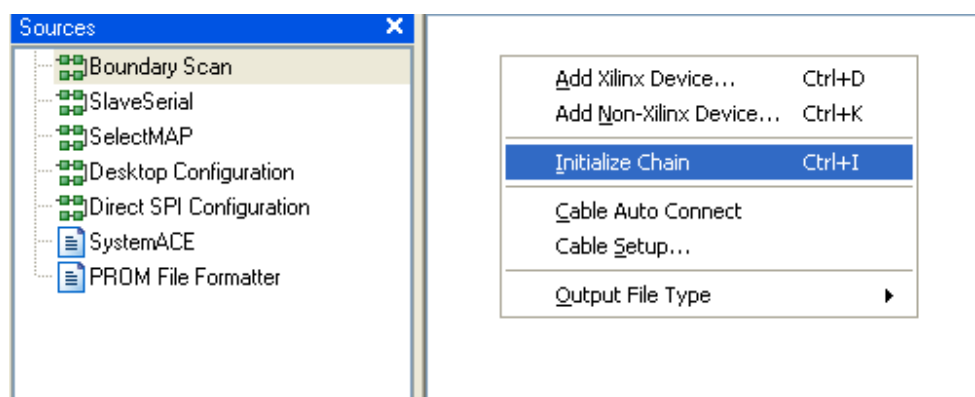 Sources
Boundary Scan
SlaveSerial
SelectMAP
Desktop Configuration
Direct SPI Configuration
SystemACE
PROM File Formatter
Add Xilinx Device... Ctrl+D
Add Non-Xilinx Device... Ctrl+K
Initialize Chain Ctrl+I
Cable Auto Connect
Cable Setup...
Output File Type